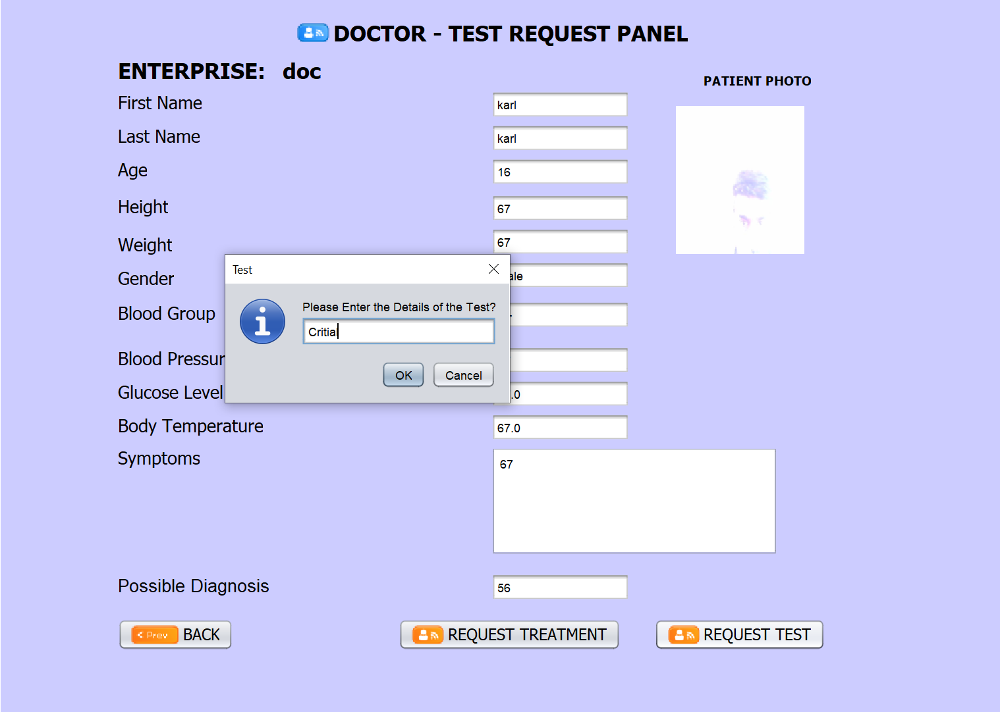 DOCTOR - TEST REQUEST PANEL
ENTERPRISE: doc
PATIENT PHOTO
First Name karl
Last Name karl
Age 16
Height 67
Weight 67
Gender
Blood Group
Test
Please Enter the Details of the Test?
Critial
OK Cancel
Blood Pressur
Glucose Level .0
Body Temperature 67.0
Symptoms 67
Possible Diagnosis 56
< Prev BACK REQUEST TREATMENT REQUEST TEST